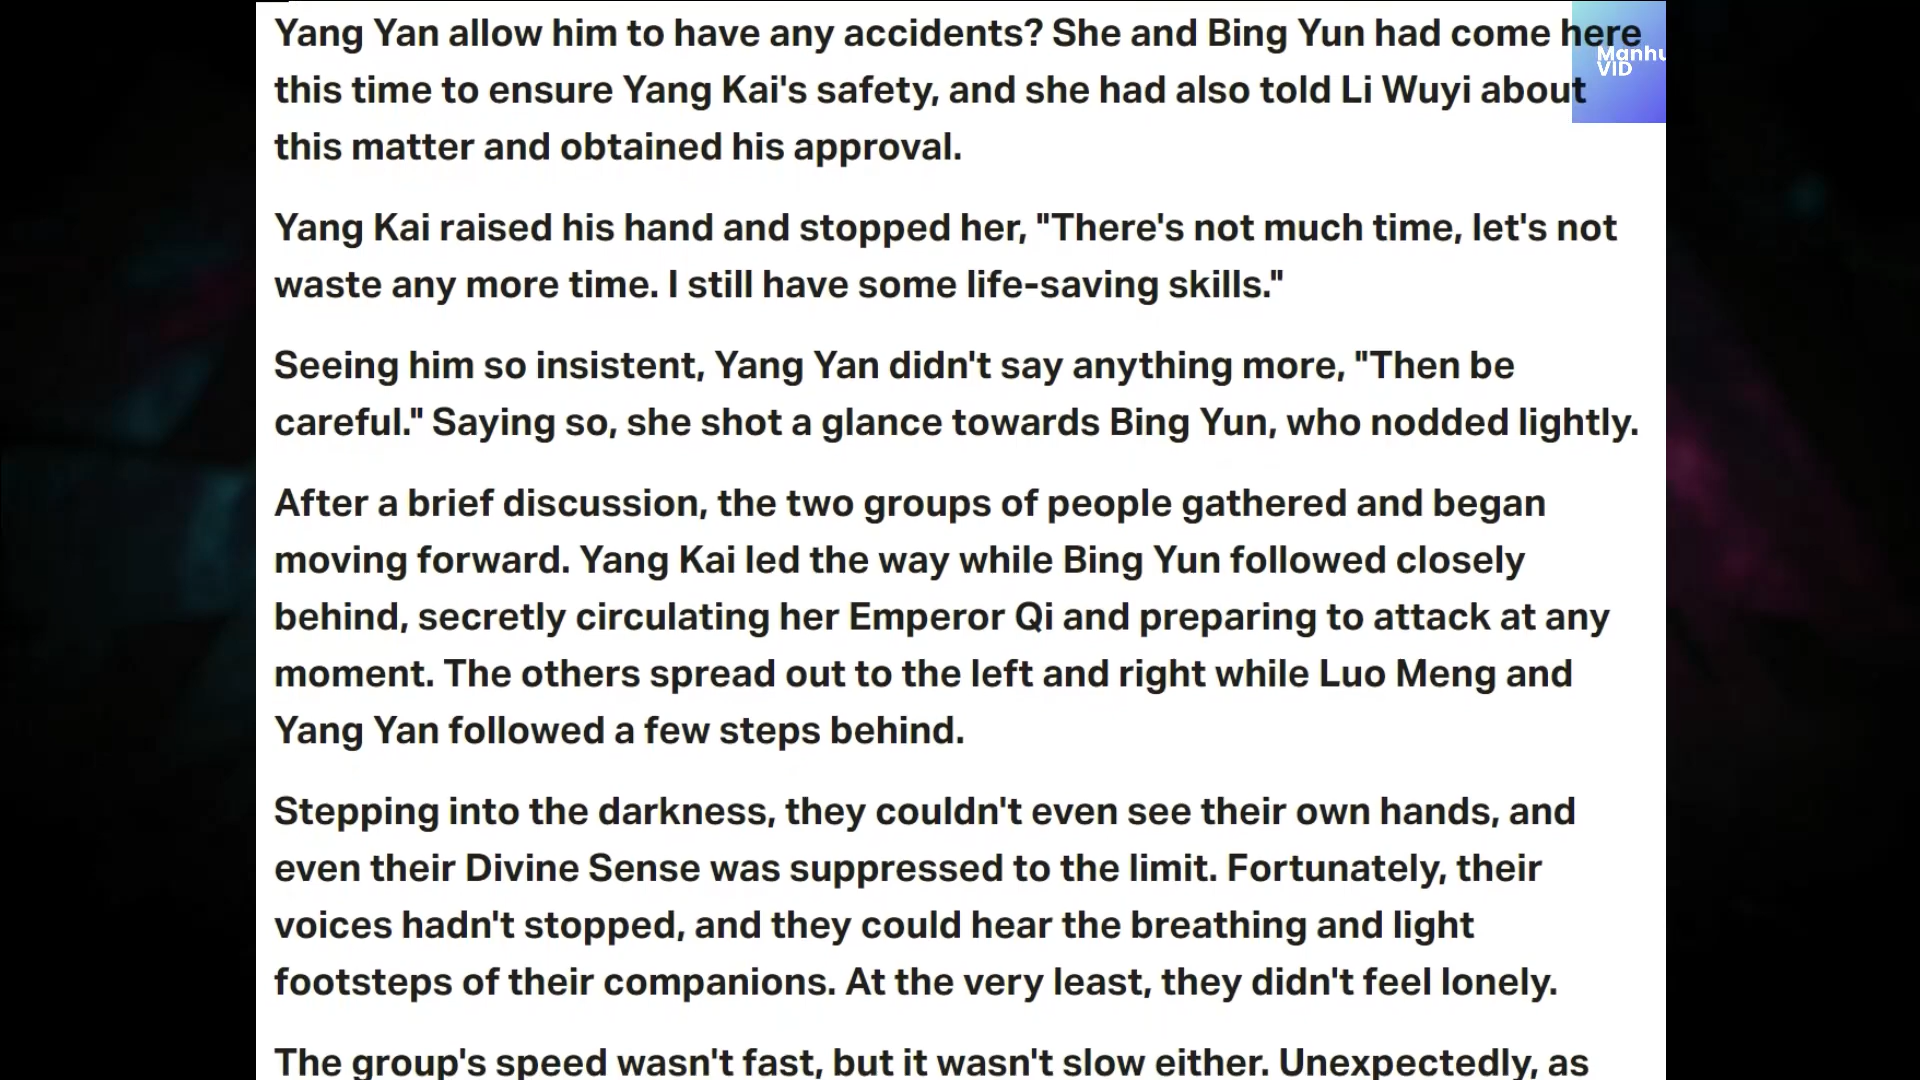 Yang Yan allow him to have any accidents? She and Bing Yun had come here
this time to ensure Yang Kai's safety, and she had also told Li Wuyi about
this matter and obtained his approval.
Manhu
VID
Yang Kai raised his hand and stopped her, "There's not much time, let's not
waste any more time. I still have some life-saving skills."
Seeing him so insistent, Yang Yan didn't say anything more, "Then be
careful." Saying so, she shot a glance towards Bing Yun, who nodded lightly.
After a brief discussion, the two groups of people gathered and began
moving forward. Yang Kai led the way while Bing Yun followed closely
behind, secretly circulating her Emperor Qi and preparing to attack at any
moment. The others spread out to the left and right while Luo Meng and
Yang Yan followed a few steps behind.
Stepping into the darkness, they couldn't even see their own hands, and
even their Divine Sense was suppressed to the limit. Fortunately, their
voices hadn't stopped, and they could hear the breathing and light
footsteps of their companions. At the very least, they didn't feel lonely.
The group's speed wasn't fast, but it wasn't slow either. Unexpectedly, as